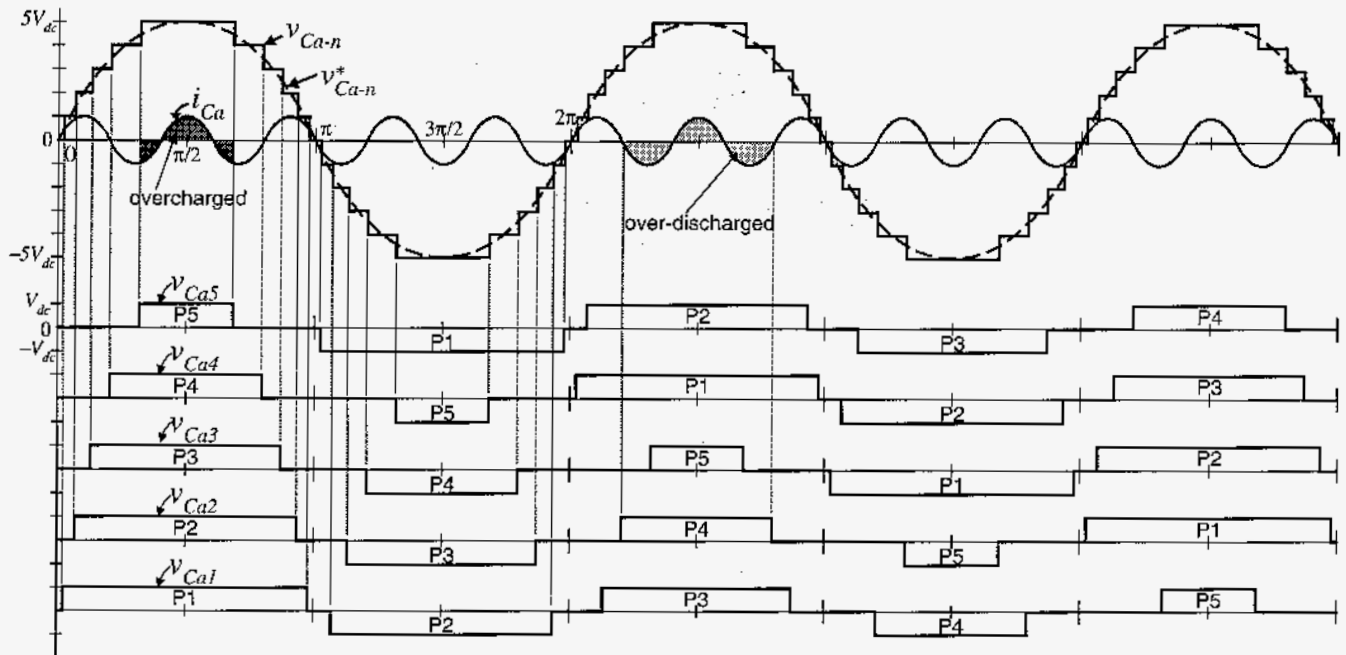 5V_dc
v_Ca-n
v*_Ca-n
i_Ca
0
0
π/2
π
3π/2
2π
overcharged
over-discharged
-5V_dc
V_dc
0
-V_dc
v_Ca5
P5
P1
P2
P3
P4
v_Ca4
P4
P5
P1
P2
P3
v_Ca3
P3
P4
P5
P1
P2
v_Ca2
P2
P3
P4
P5
P1
v_Ca1
P1
P2
P3
P4
P5